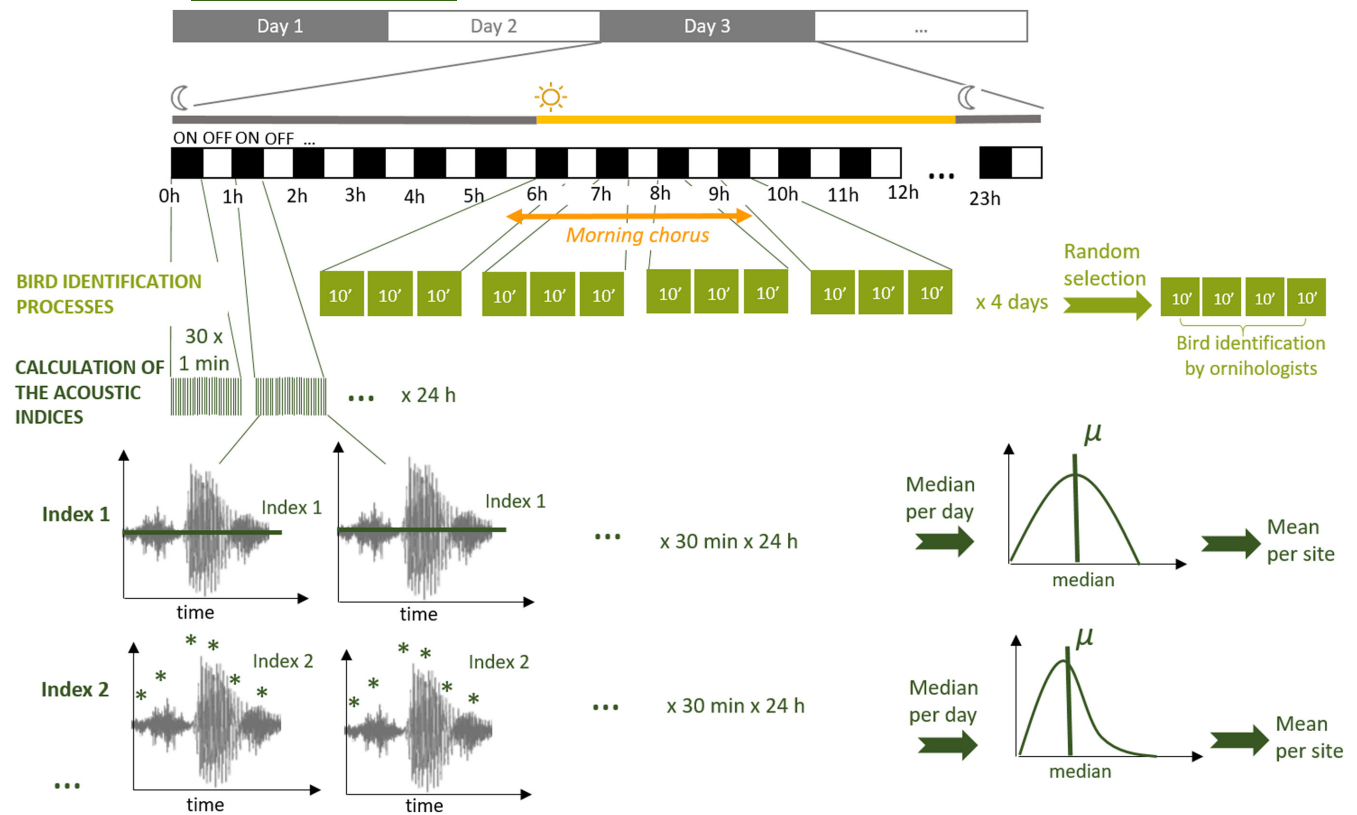 Day 1
Day 2
Day 3
...
ON OFF ON OFF ...
0h
1h
2h
3h
4h
5h
6h
7h
8h
9h
10h
11h
12h
...
23h
Morning chorus
BIRD IDENTIFICATION
PROCESSES
10’ 10’ 10’
10’ 10’ 10’
10’ 10’ 10’
10’ 10’ 10’
x 4 days
Random
selection
10’ 10’ 10’ 10’
Bird identification
by ornihologists
30 x
1 min
CALCULATION OF
THE ACOUSTIC
INDICES
... x 24 h
Index 1
Index 1
time
Index 1
time
... x 30 min x 24 h
Median
per day
μ
median
Mean
per site
Index 2
* * * * * *
Index 2
time
* * * * * *
Index 2
time
... x 30 min x 24 h
Median
per day
μ
median
Mean
per site
...